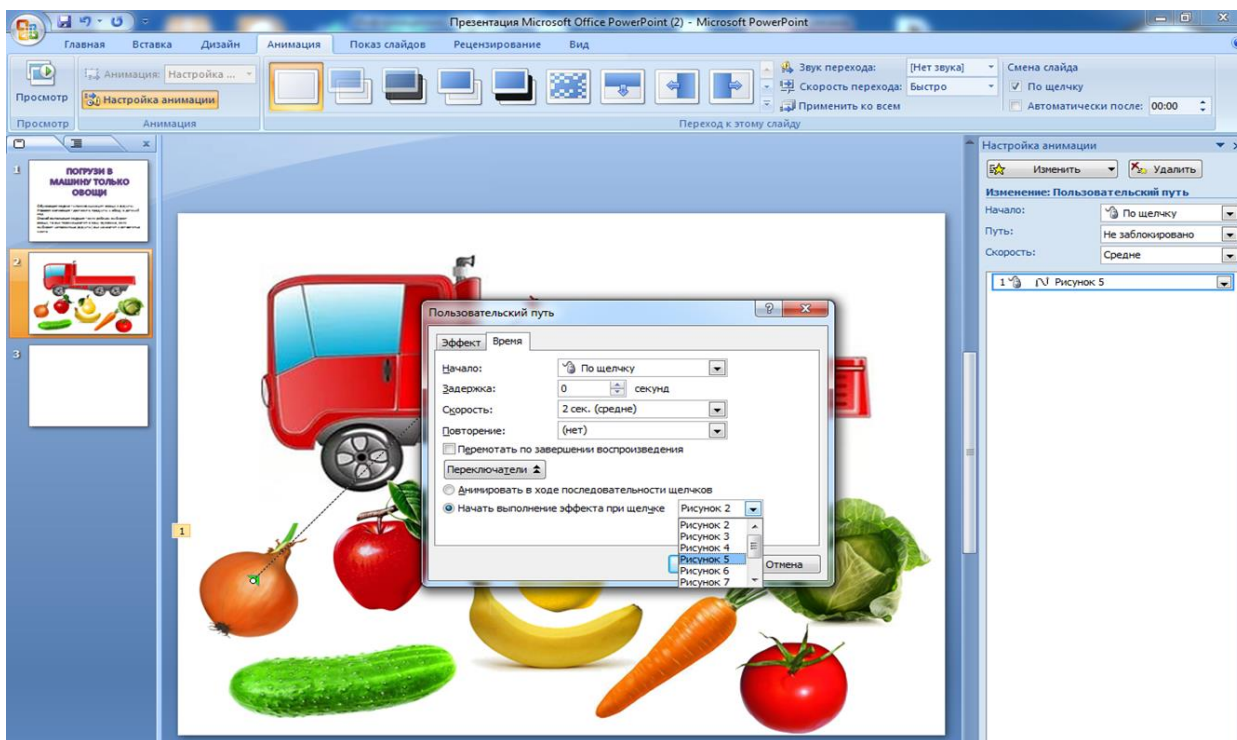 Презентация Microsoft Office PowerPoint (2) - Microsoft PowerPoint
Главная Вставка Дизайн Анимация Показ слайдов Рецензирование Вид
Просмотр
Анимация: Настройка ...
Настройка анимации
Звук перехода: [Нет звука]
Скорость перехода: Быстро
Применить ко всем
Смена слайда
По щелчку
Автоматически после: 00:00
Просмотр Анимация Переход к этому слайду
1
ПОГРУЗИ В
МАШИНУ ТОЛЬКО
ОВОЩИ
2
3
1
Пользовательский путь
Эффект Время
Начало: По щелчку
Задержка: 0 секунд
Скорость: 2 сек. (средне)
Повторение: (нет)
Перемотать по завершении воспроизведения
Переключатели
Анимировать в ходе последовательности щелчков
Начать выполнение эффекта при щелчке Рисунок 2
Рисунок 2
Рисунок 3
Рисунок 4
Рисунок 5
Рисунок 6
Рисунок 7
Отмена
Настройка анимации
Изменить Удалить
Изменение: Пользовательский путь
Начало: По щелчку
Путь: Не заблокировано
Скорость: Средне
1 Рисунок 5